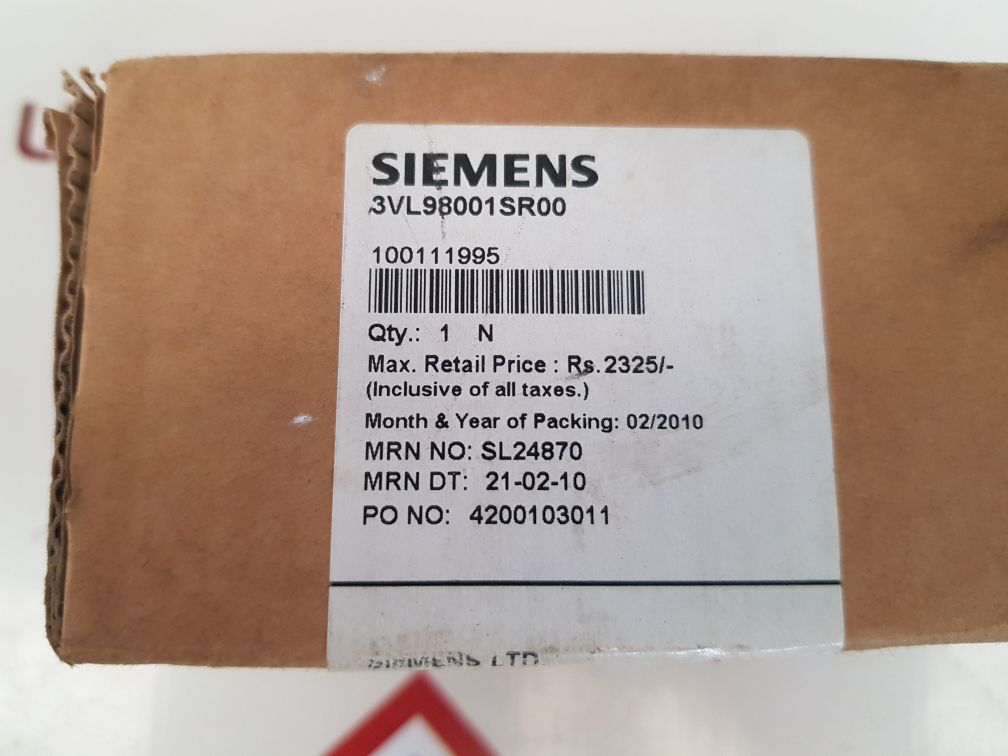 SIEMENS
3VL98001SR00
100111995
Qty.: 1 N
Max. Retail Price : Rs.2325/-
(Inclusive of all taxes.)
Month & Year of Packing: 02/2010
MRN NO: SL24870
MRN DT: 21-02-10
PO NO: 4200103011
SIEMENS LTD.